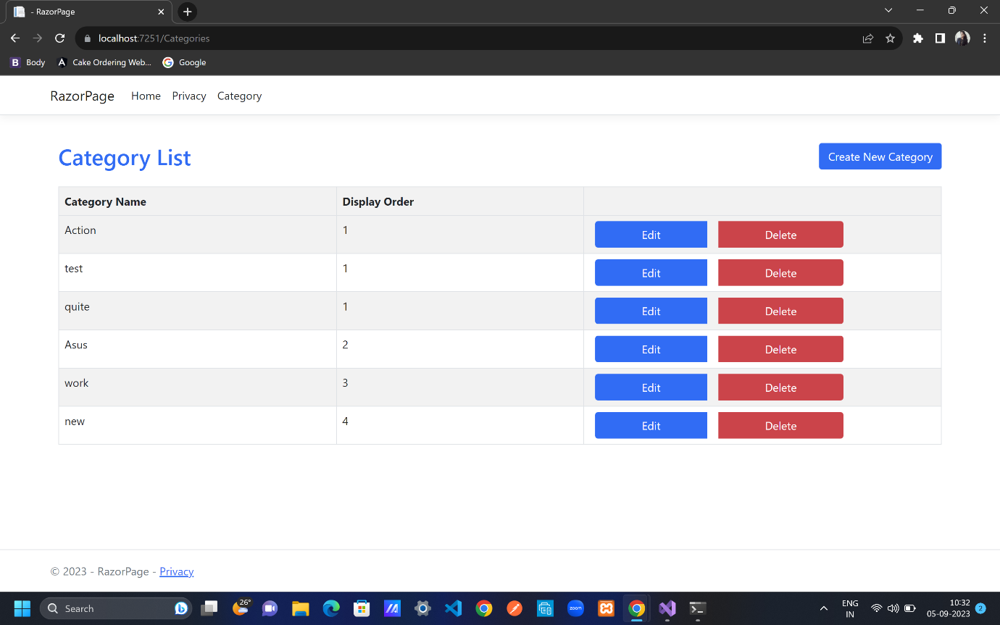 - RazorPage
localhost:7251/Categories
B Body A Cake Ordering Web... G Google
RazorPage Home Privacy Category
Category List
Create New Category
Category Name Display Order
Action 1 Edit Delete
test 1 Edit Delete
quite 1 Edit Delete
Asus 2 Edit Delete
work 3 Edit Delete
new 4 Edit Delete
© 2023 - RazorPage - Privacy
Search
26°
zoom
ENG
IN
10:32
05-09-2023
2